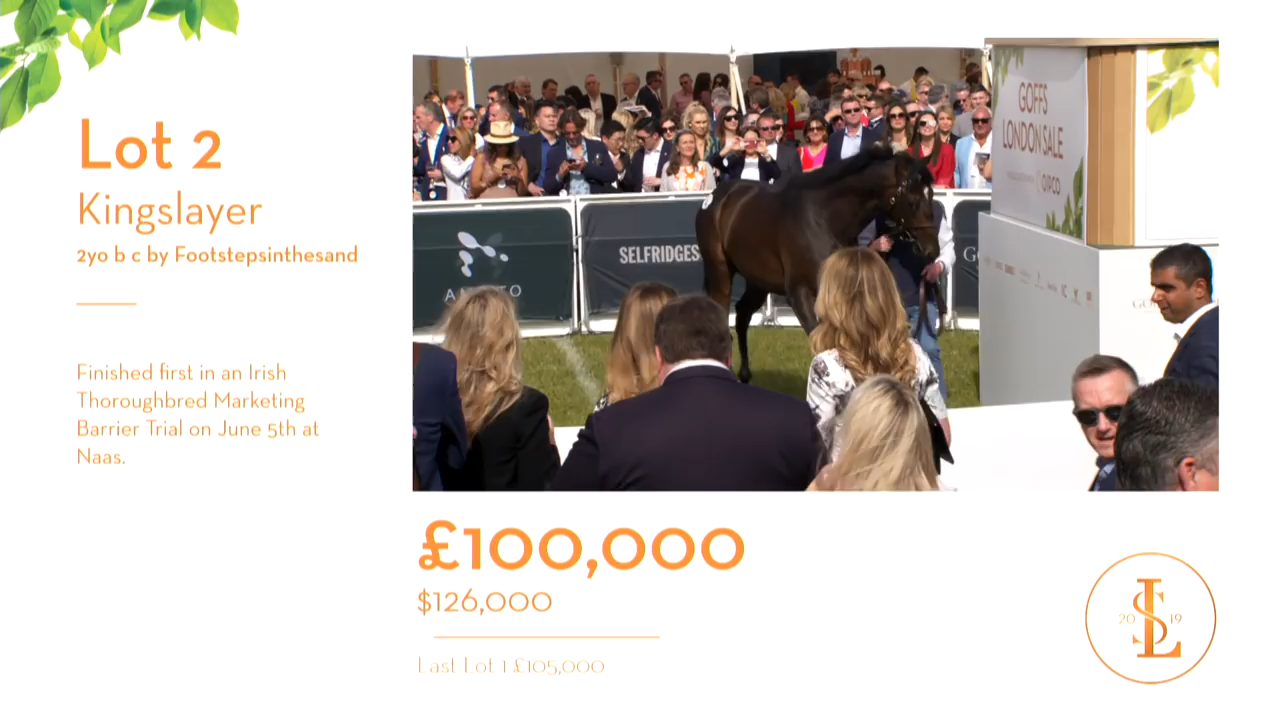 Lot 2
Kingslayer
2yo b c by Footstepsinthesand
Finished first in an Irish
Thoroughbred Marketing
Barrier Trial on June 5th at
Naas.
GOFFS
LONDON SALE
QIPCO
SELFRIDGES
£100,000
$126,000
Last Lot 1 £105,000
20 SL 19